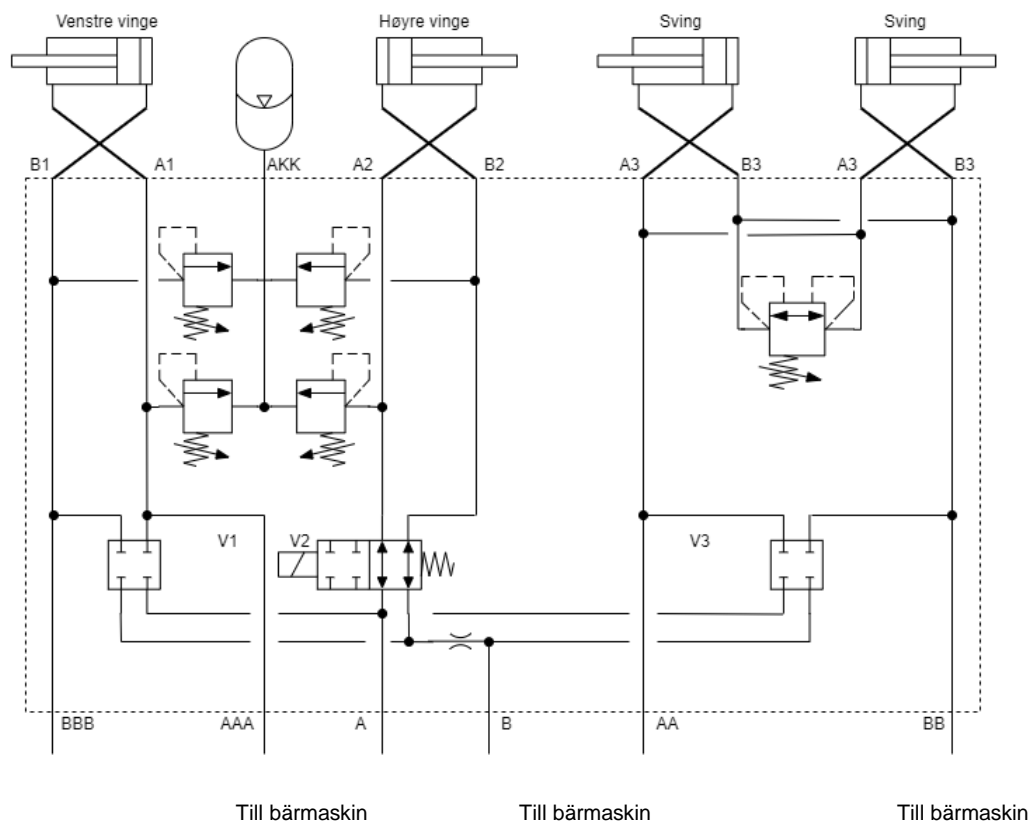 Venstre vinge
Høyre vinge
Sving
Sving
B1
A1
AKK
A2
B2
A3
B3
A3
B3
V1
V2
V3
BBB
AAA
A
B
AA
BB
Till bärmaskin
Till bärmaskin
Till bärmaskin